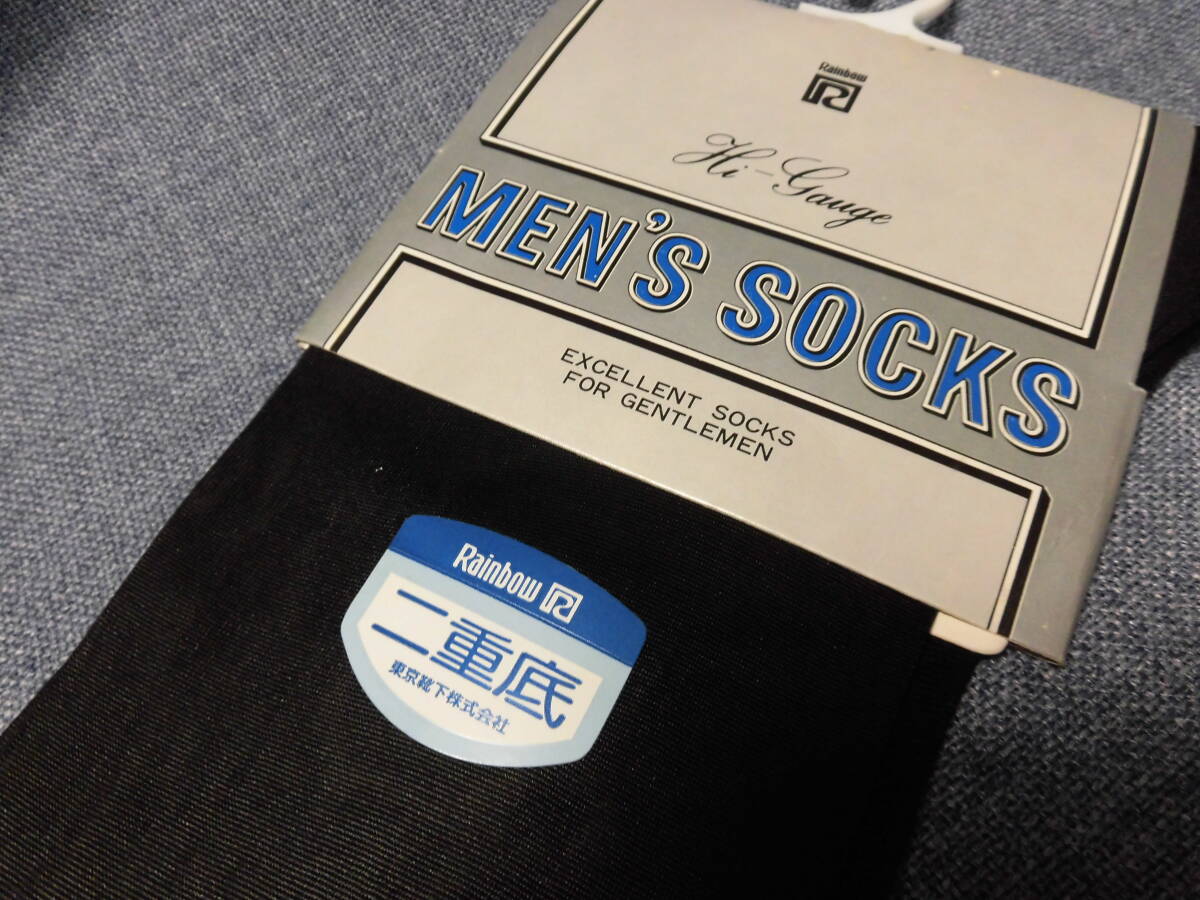 Rainbow
R
Hi-Gauge
MEN'S SOCKS
EXCELLENT SOCKS
FOR GENTLEMEN
Rainbow R
二重底
東京靴下株式会社